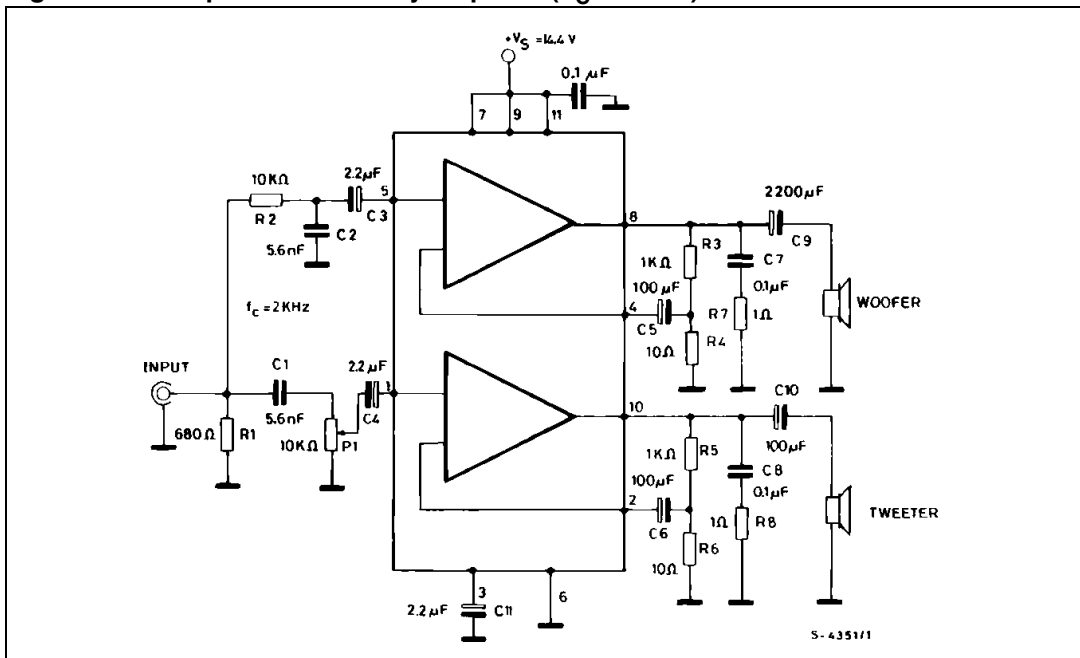 +VS =14.4 V
0.1 µF
7
9
11
10KΩ
R2
2.2µF
C3
5
5.6nF
C2
fc =2KHz
8
R3
1KΩ
100 µF
C5
4
10Ω
R4
2200µF
C9
C7
0.1µF
R7
1Ω
WOOFER
INPUT
C1
5.6nF
680Ω
R1
10KΩ
P1
2.2µF
C4
1
10
R5
1KΩ
100µF
C6
2
R6
10Ω
C10
100µF
C8
0.1µF
1Ω
R8
TWEETER
3
2.2µF
C11
6
S-4351/1